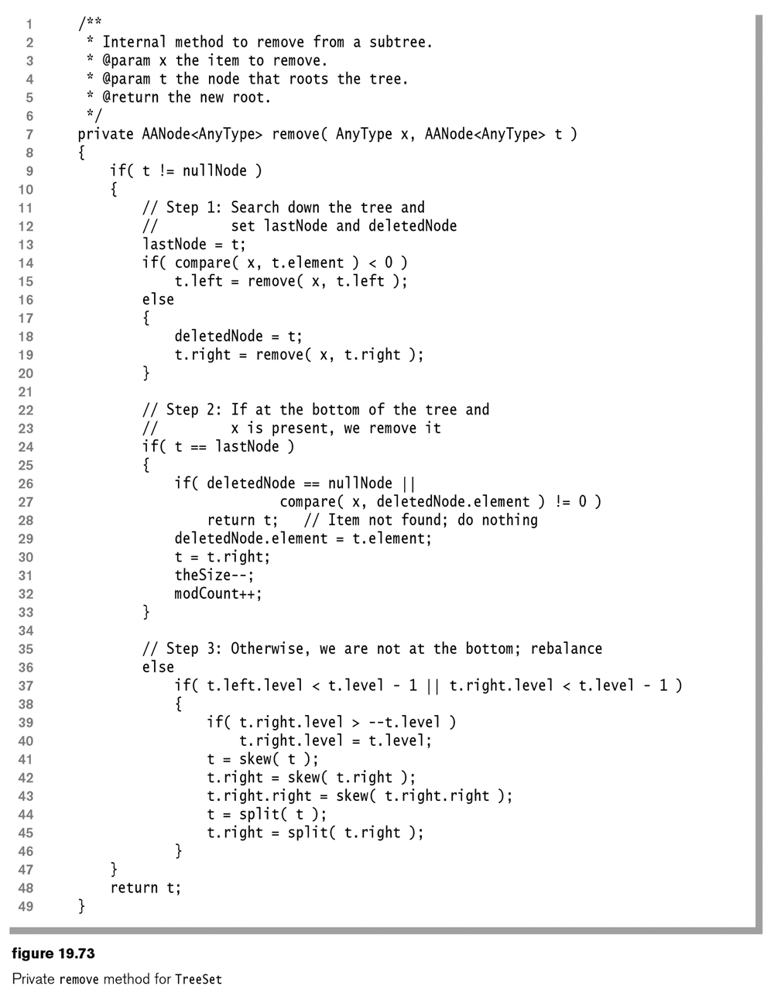 1 /**
2 * Internal method to remove from a subtree.
3 * @param x the item to remove.
4 * @param t the node that roots the tree.
5 * @return the new root.
6 */
7 private AANode<AnyType> remove( AnyType x, AANode<AnyType> t )
8 {
9 if( t != nullNode )
10 {
11 // Step 1: Search down the tree and
12 // set lastNode and deletedNode
13 lastNode = t;
14 if( compare( x, t.element ) < 0 )
15 t.left = remove( x, t.left );
16 else
17 {
18 deletedNode = t;
19 t.right = remove( x, t.right );
20 }
21
22 // Step 2: If at the bottom of the tree and
23 // x is present, we remove it
24 if( t == lastNode )
25 {
26 if( deletedNode == nullNode ||
27 compare( x, deletedNode.element ) != 0 )
28 return t; // Item not found; do nothing
29 deletedNode.element = t.element;
30 t = t.right;
31 theSize--;
32 modCount++;
33 }
34
35 // Step 3: Otherwise, we are not at the bottom; rebalance
36 else
37 if( t.left.level < t.level - 1 || t.right.level < t.level - 1 )
38 {
39 if( t.right.level > --t.level )
40 t.right.level = t.level;
41 t = skew( t );
42 t.right = skew( t.right );
43 t.right.right = skew( t.right.right );
44 t = split( t );
45 t.right = split( t.right );
46 }
47 }
48 return t;
49 }
figure 19.73
Private remove method for TreeSet